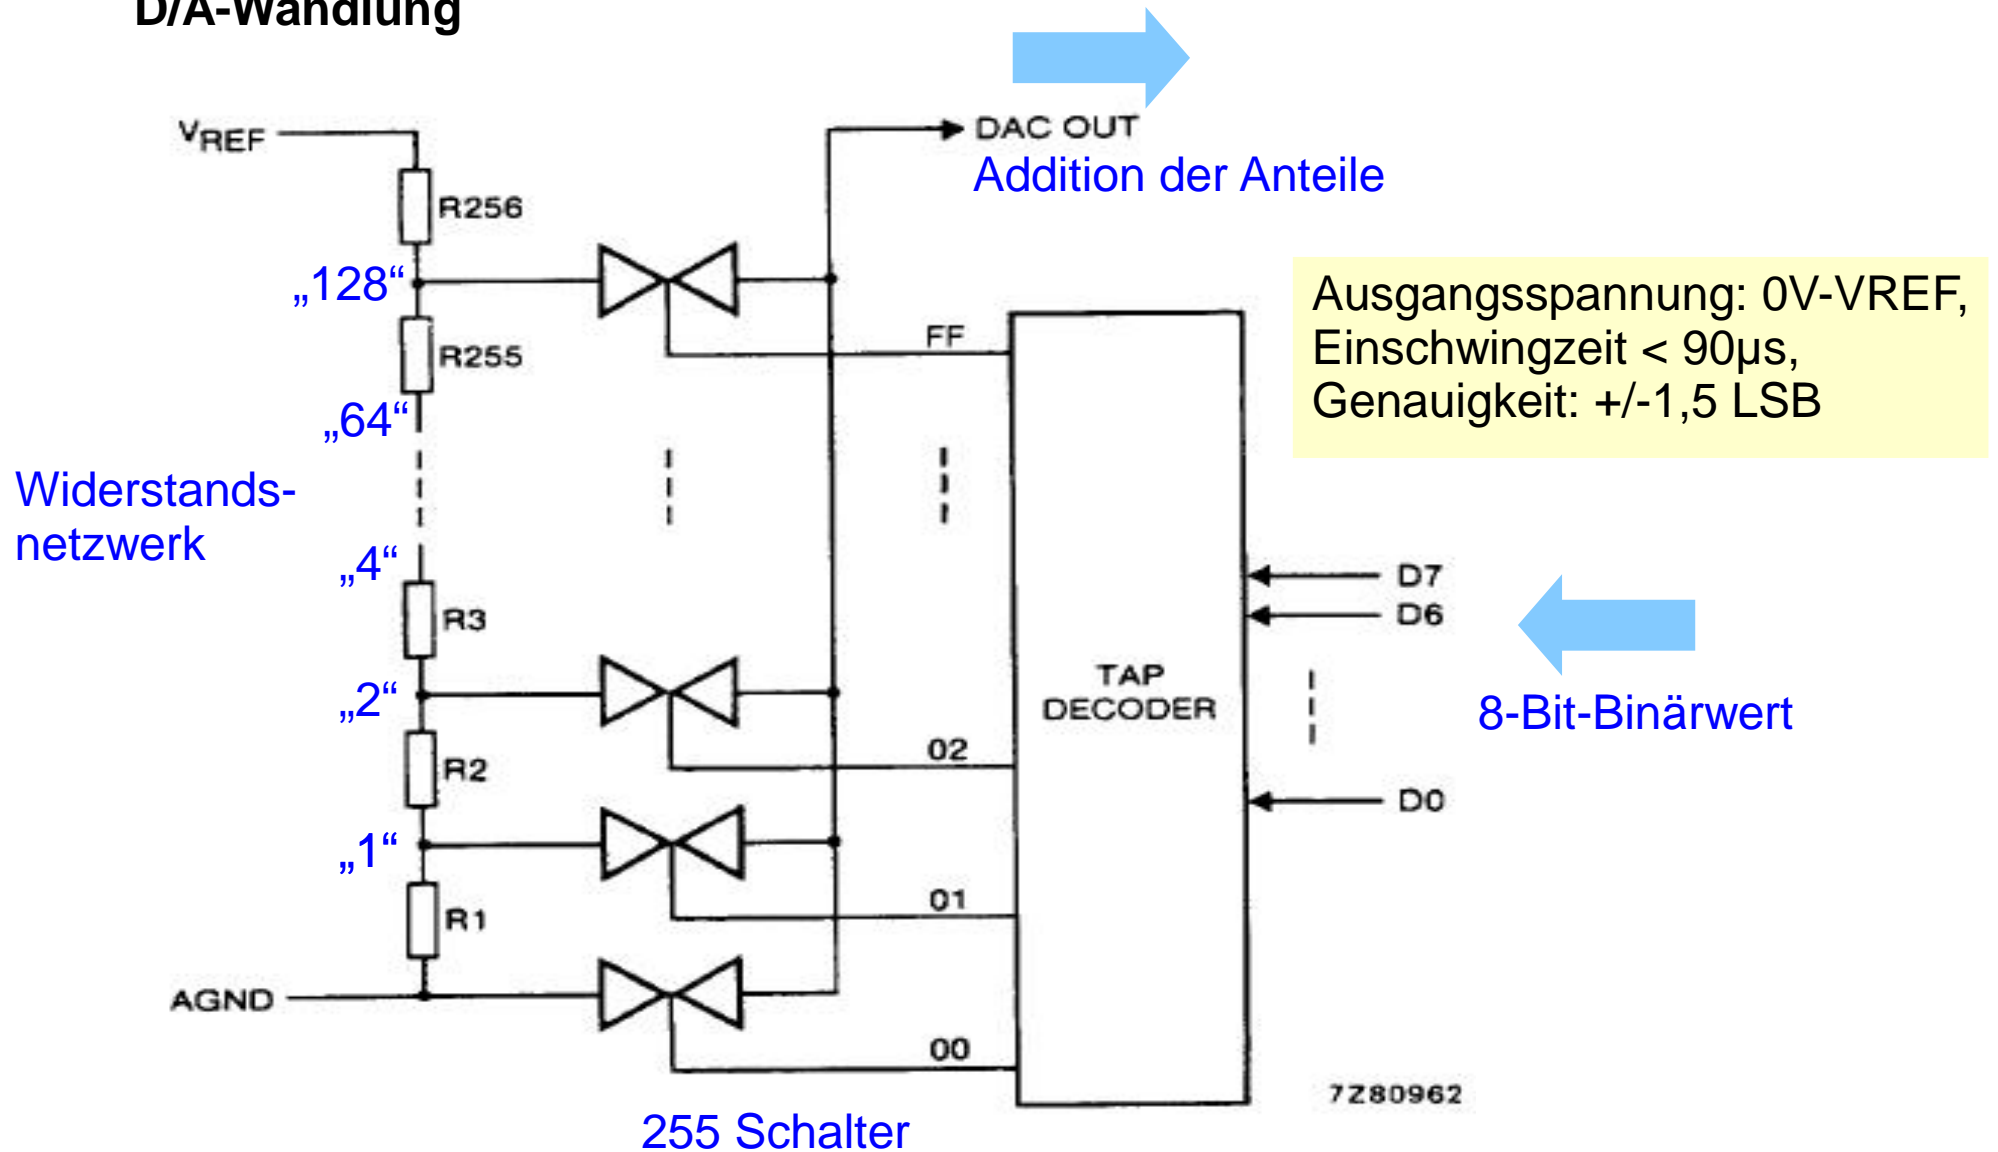 D/A-Wandlung
VREF
DAC OUT
Addition der Anteile
R256
„128“
Ausgangsspannung: 0V-VREF,
Einschwingzeit < 90µs,
Genauigkeit: +/-1,5 LSB
FF
R255
„64“
Widerstands-
netzwerk
„4“
D7
R3
D6
TAP
DECODER
„2“
8-Bit-Binärwert
02
R2
D0
„1“
01
R1
AGND
00
7Z80962
255 Schalter